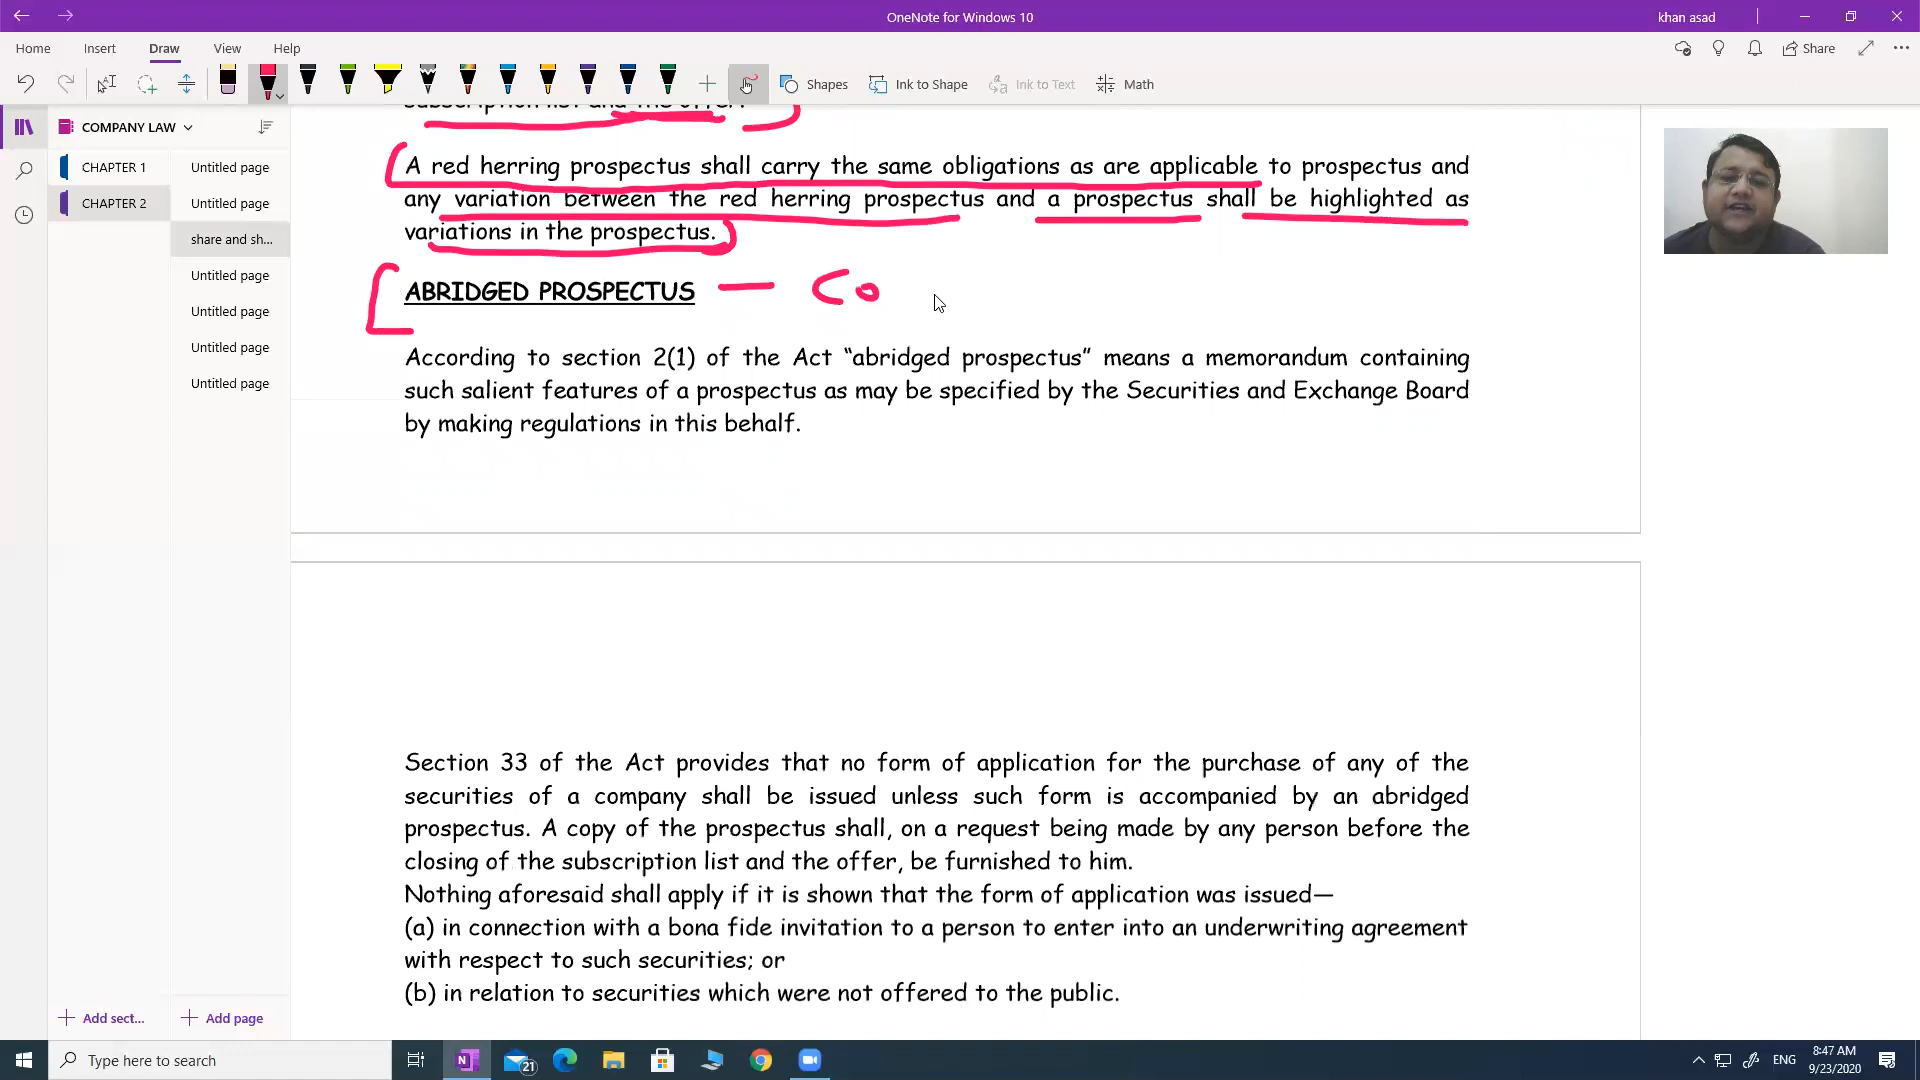 OneNote for Windows 10
khan asad
Home Insert Draw View Help
Share
Shapes Ink to Shape Ink to Text Math
COMPANY LAW
CHAPTER 1
CHAPTER 2
Untitled page
Untitled page
share and sh...
Untitled page
Untitled page
Untitled page
Untitled page
Add sect...
Add page
subscription list and the offer.
A red herring prospectus shall carry the same obligations as are applicable to prospectus and
any variation between the red herring prospectus and a prospectus shall be highlighted as
variations in the prospectus.
ABRIDGED PROSPECTUS — Co
According to section 2(1) of the Act “abridged prospectus” means a memorandum containing
such salient features of a prospectus as may be specified by the Securities and Exchange Board
by making regulations in this behalf.
Section 33 of the Act provides that no form of application for the purchase of any of the
securities of a company shall be issued unless such form is accompanied by an abridged
prospectus. A copy of the prospectus shall, on a request being made by any person before the
closing of the subscription list and the offer, be furnished to him.
Nothing aforesaid shall apply if it is shown that the form of application was issued—
(a) in connection with a bona fide invitation to a person to enter into an underwriting agreement
with respect to such securities; or
(b) in relation to securities which were not offered to the public.
Type here to search
21
ENG
8:47 AM
9/23/2020